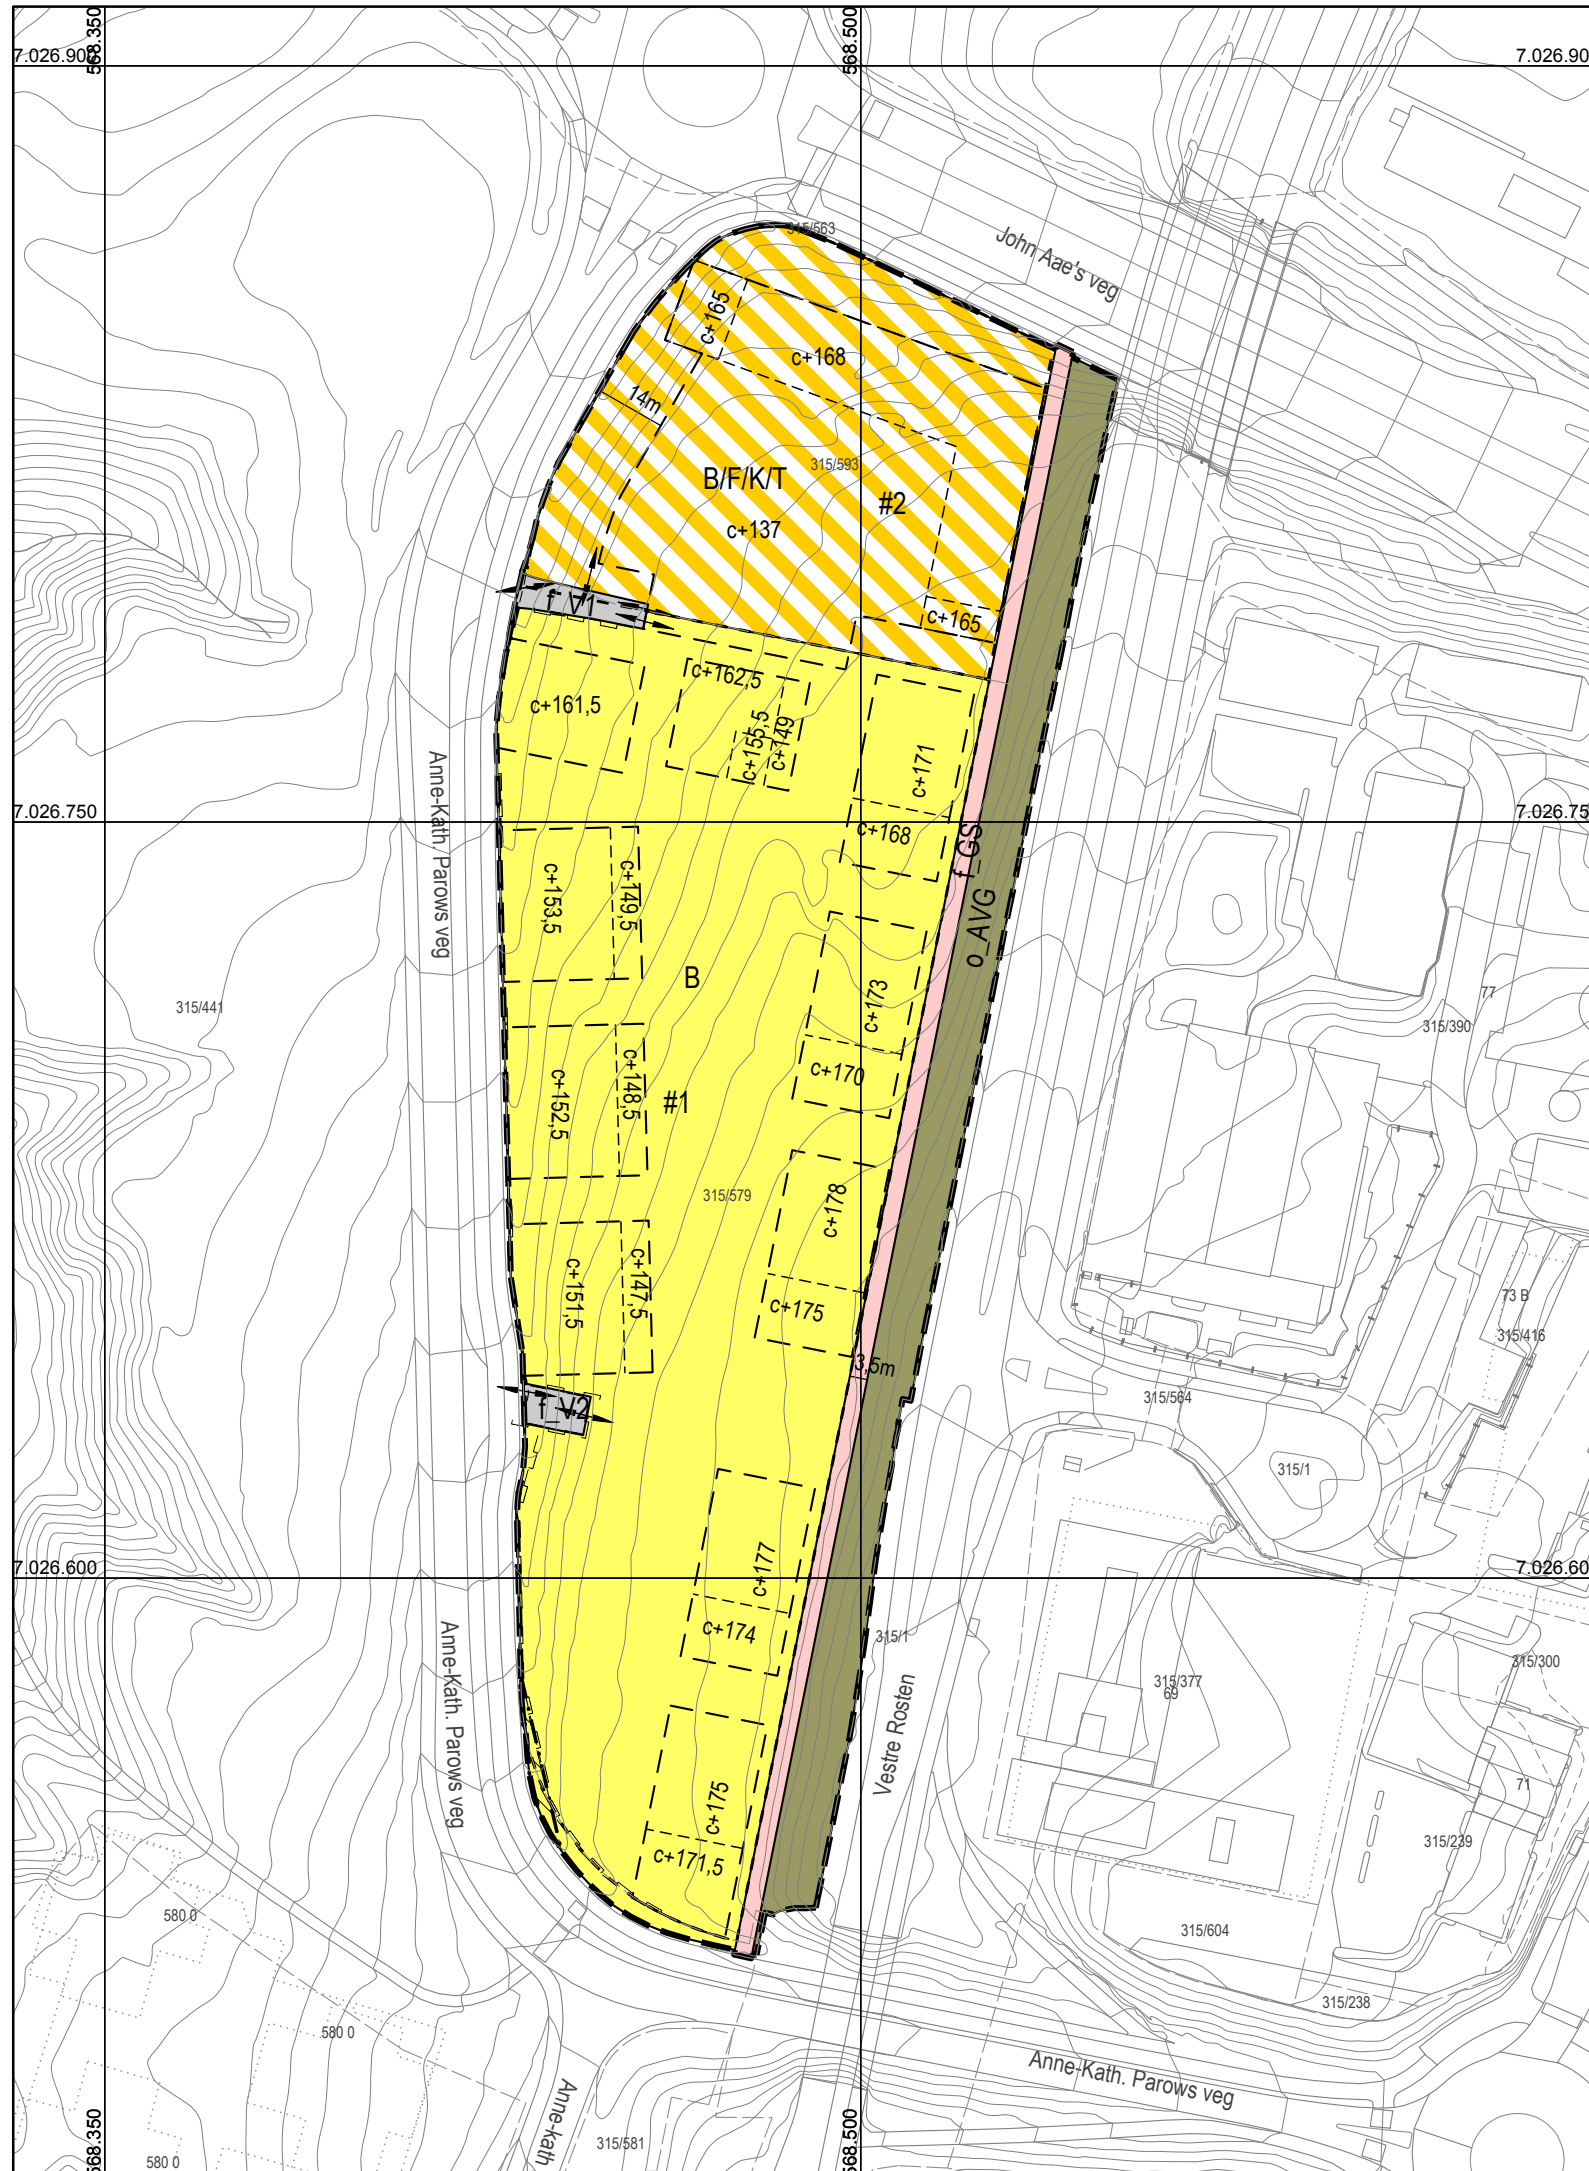 568.350
568.500
7.026.900
7.026.90
315/563
John Aae's veg
c+165
c+168
14m
B/F/K/T
315/593
#2
c+137
f_V1
c+165
c+162,5
c+161,5
c+155,5
c+149
c+171
Anne-Kath. Parows veg
7.026.750
7.026.75
c+168
f_GS
c+153,5
c+149,5
o_AVG
B
c+173
315/441
77
315/390
c+170
c+152,5
c+148,5
#1
315/579
c+178
c+151,5
c+147,5
c+175
73 B
315/416
3,5m
f_V2
315/564
315/1
c+177
7.026.600
7.026.60
c+174
315/1
315/300
315/377
69
Anne-Kath. Parows veg
Vestre Rosten
c+175
71
c+171,5
315/239
580 0
315/604
315/238
580 0
Anne-Kath. Parows veg
Anne-kath
315/581
580 0
568.350
568.500